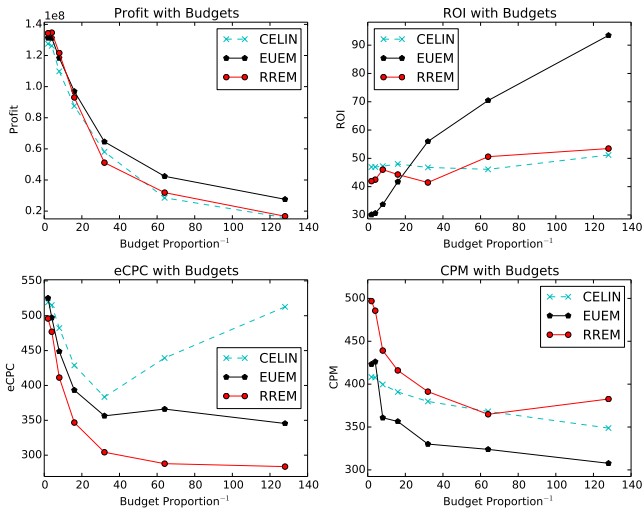 Profit with Budgets
1e8
1.4
1.2
1.0
0.8
0.6
0.4
0.2
Profit
0 20 40 60 80 100 120 140
Budget Proportion⁻¹
CELIN
EUEM
RREM
ROI with Budgets
90
80
70
60
50
40
30
ROI
0 20 40 60 80 100 120 140
Budget Proportion⁻¹
CELIN
EUEM
RREM
eCPC with Budgets
550
500
450
400
350
300
eCPC
0 20 40 60 80 100 120 140
Budget Proportion⁻¹
CELIN
EUEM
RREM
CPM with Budgets
500
450
400
350
300
CPM
0 20 40 60 80 100 120 140
Budget Proportion⁻¹
CELIN
EUEM
RREM